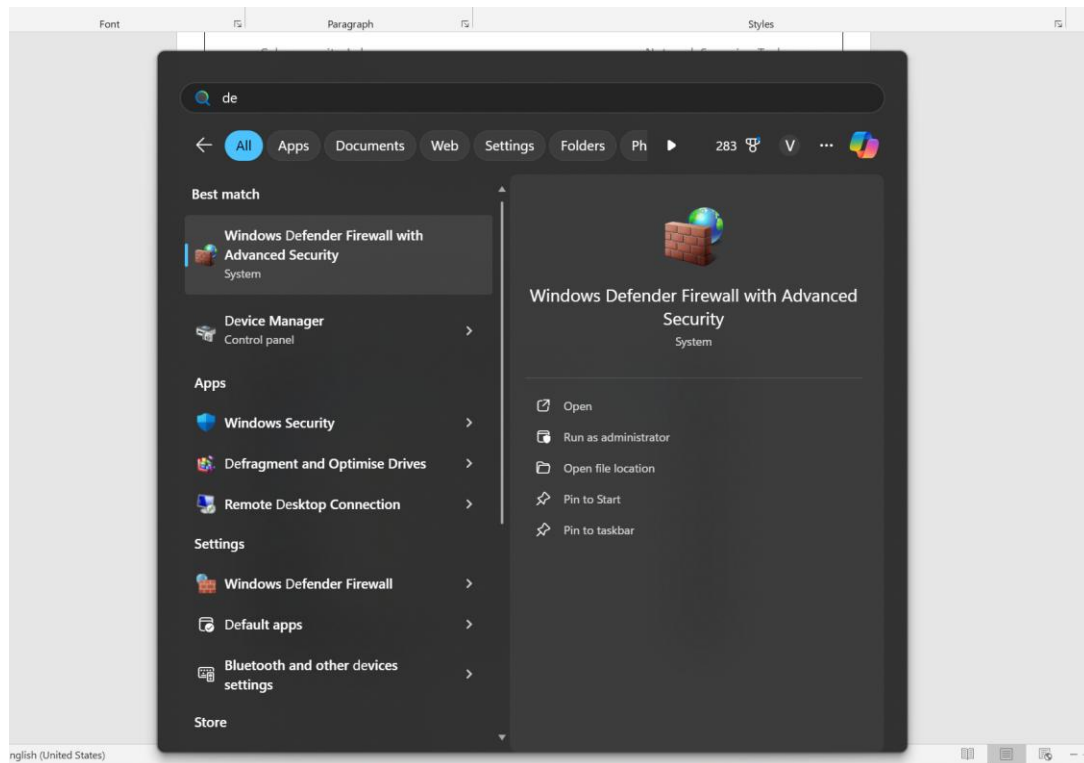 Font
Paragraph
Styles
de
All
Apps
Documents
Web
Settings
Folders
Ph
283
V
Best match
Windows Defender Firewall with
Advanced Security
System
Device Manager
Control panel
Apps
Windows Security
Defragment and Optimise Drives
Remote Desktop Connection
Settings
Windows Defender Firewall
Default apps
Bluetooth and other devices
settings
Store
Windows Defender Firewall with Advanced
Security
System
Open
Run as administrator
Open file location
Pin to Start
Pin to taskbar
nglish (United States)